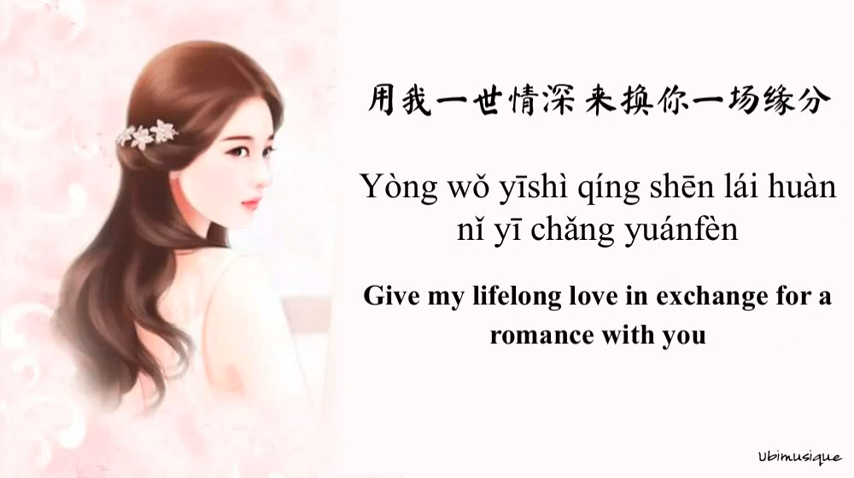 用我一世情深 来换你一场缘分
Yòng wǒ yīshì qíng shēn lái huàn
nǐ yī chǎng yuánfèn
Give my lifelong love in exchange for a
romance with you
Ubimusique